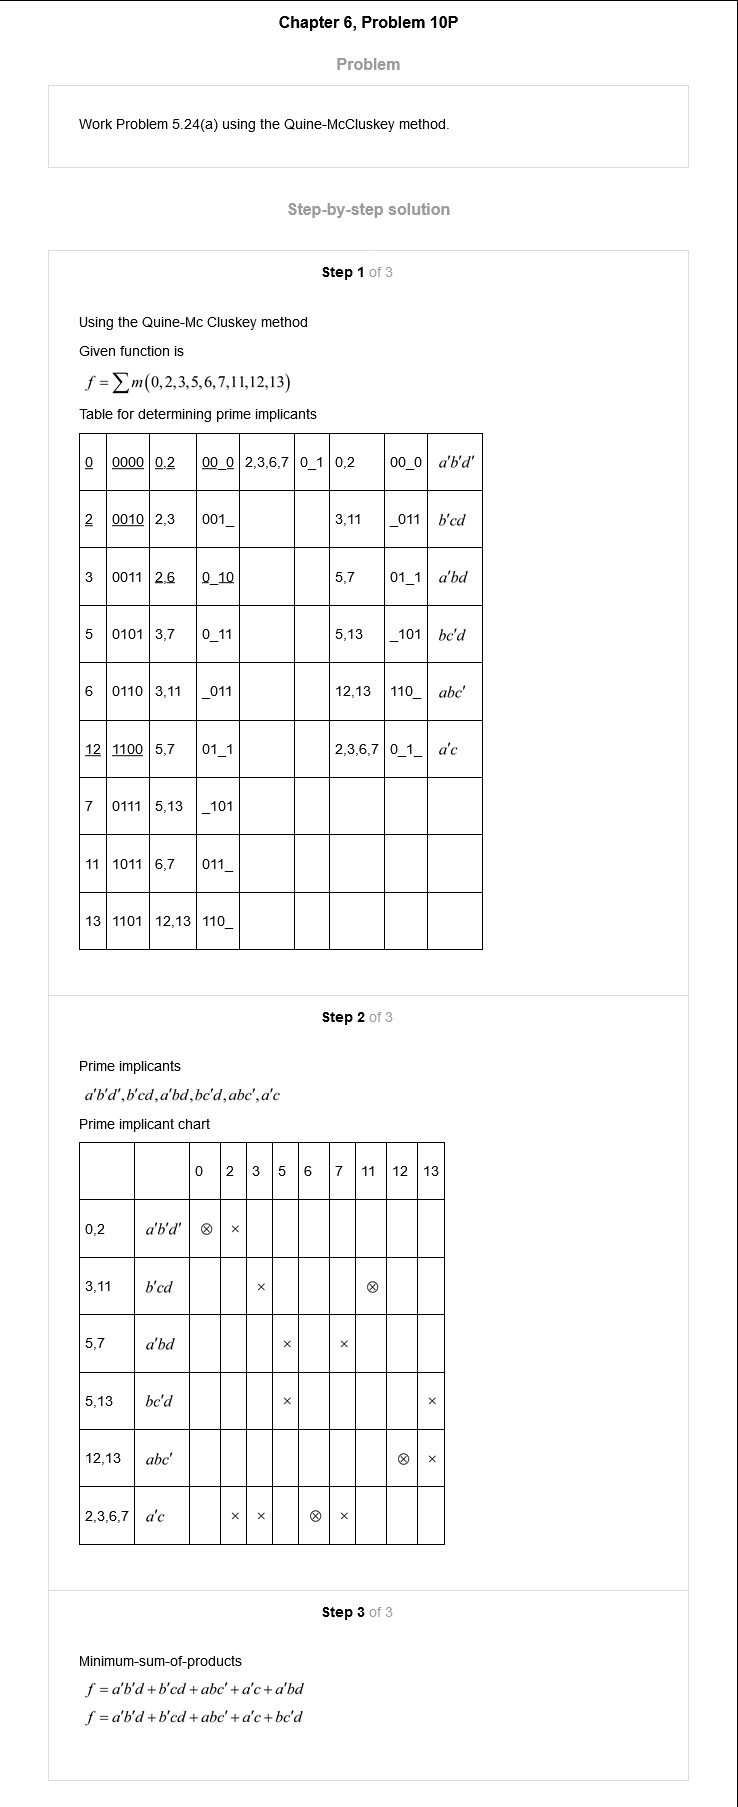 Chapter 6, Problem 10P
Problem
Work Problem 5.24(a) using the Quine-McCluskey method.
Step-by-step solution
Step 1 of 3
Using the Quine-Mc Cluskey method
Given function is
f = ∑m(0,2,3,5,6,7,11,12,13)
Table for determining prime implicants
0 0000 0,2 00_0 2,3,6,7 0_1 0,2 00_0 a'b'd'
2 0010 2,3 001_ 3,11 _011 b'cd
3 0011 2,6 0_10 5,7 01_1 a'bd
5 0101 3,7 0_11 5,13 _101 bc'd
6 0110 3,11 _011 12,13 110_ abc'
12 1100 5,7 01_1 2,3,6,7 0_1_ a'c
7 0111 5,13 _101
11 1011 6,7 011_
13 1101 12,13 110_
Step 2 of 3
Prime implicants
a'b'd',b'cd,a'bd,bc'd,abc',a'c
Prime implicant chart
0 2 3 5 6 7 11 12 13
0,2 a'b'd' ⊗ ×
3,11 b'cd × ⊗
5,7 a'bd × ×
5,13 bc'd × ×
12,13 abc' ⊗ ×
2,3,6,7 a'c × × ⊗ ×
Step 3 of 3
Minimum-sum-of-products
f = a'b'd + b'cd + abc' + a'c + a'bd
f = a'b'd + b'cd + abc' + a'c + bc'd